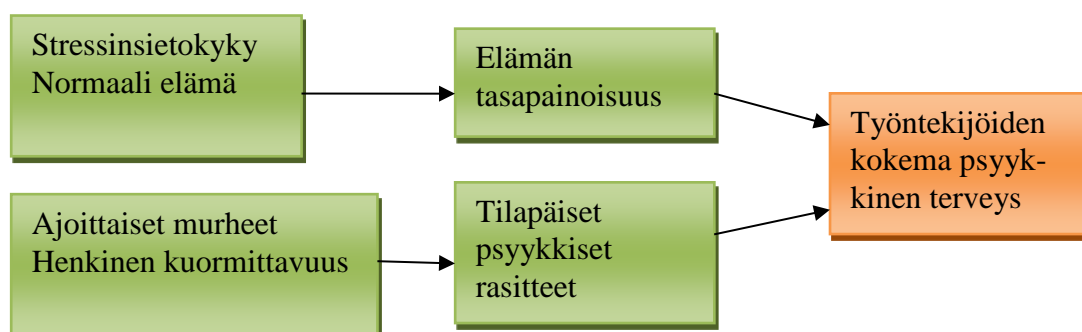 Stressinsietokyky
Normaali elämä
Elämän
tasapainoisuus
Työntekijöiden
kokema psyyk-
kinen terveys
Ajoittaiset murheet
Henkinen kuormittavuus
Tilapäiset
psyykkiset
rasitteet